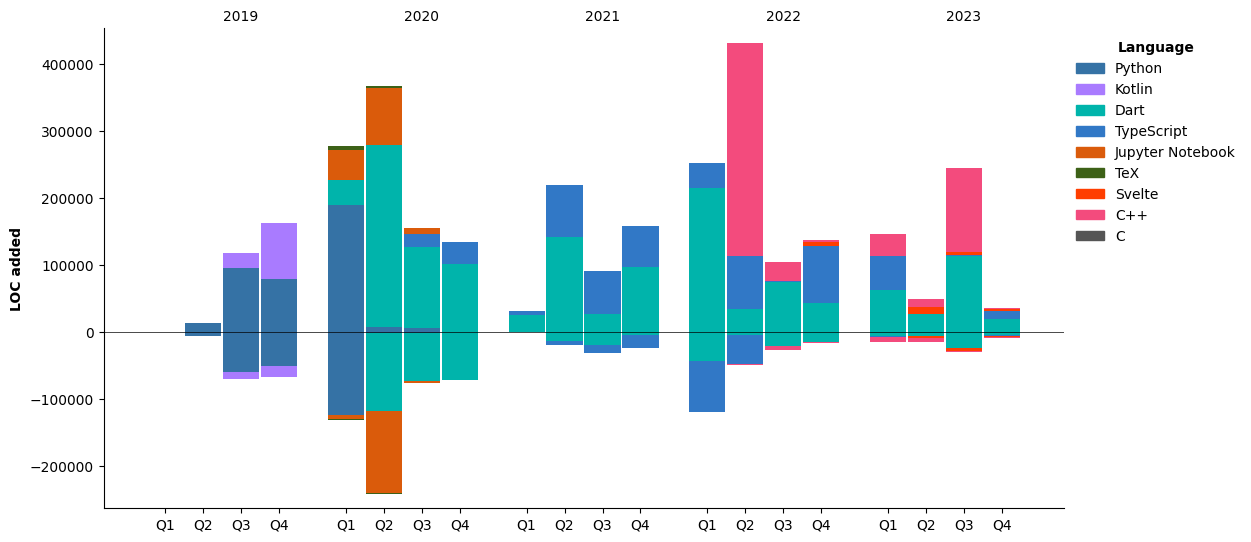 2019 2020 2021 2022 2023
LOC added
400000
300000
200000
100000
0
−100000
−200000
Q1 Q2 Q3 Q4 Q1 Q2 Q3 Q4 Q1 Q2 Q3 Q4 Q1 Q2 Q3 Q4 Q1 Q2 Q3 Q4
Language
Python
Kotlin
Dart
TypeScript
Jupyter Notebook
TeX
Svelte
C++
C